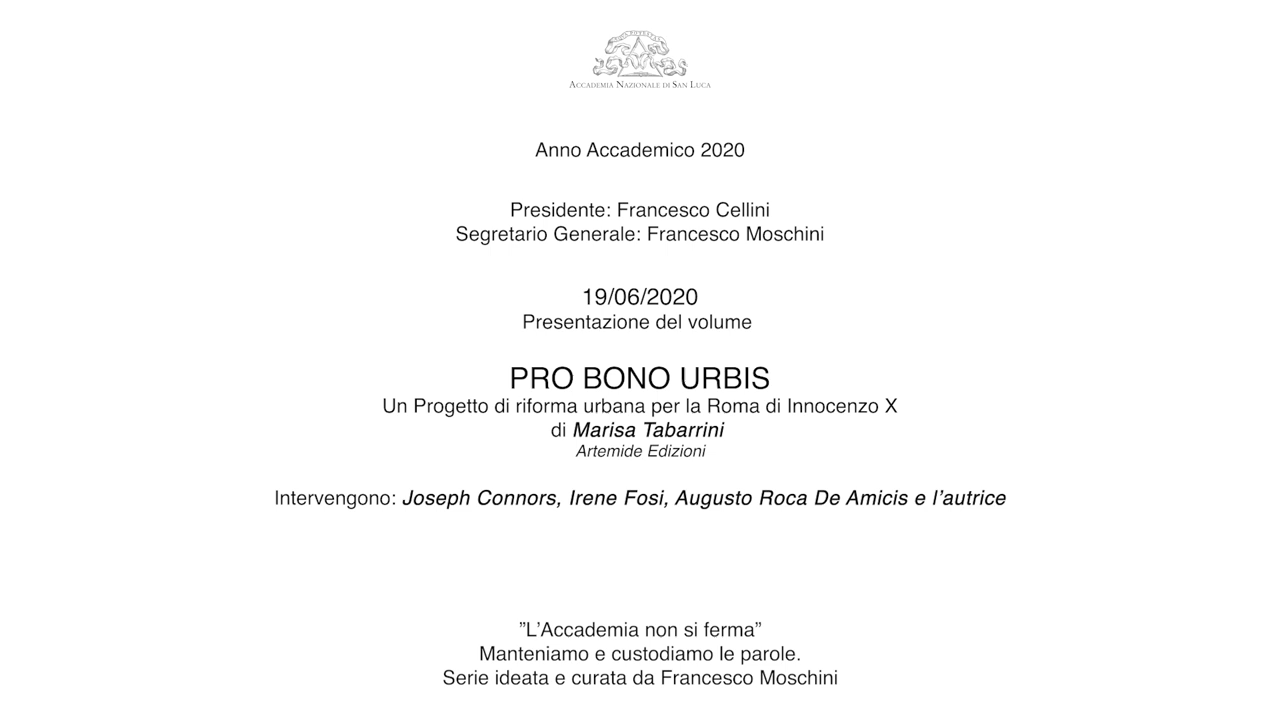 ACCADEMIA NAZIONALE DI SAN LUCA
Anno Accademico 2020
Presidente: Francesco Cellini
Segretario Generale: Francesco Moschini
19/06/2020
Presentazione del volume
PRO BONO URBIS
Un Progetto di riforma urbana per la Roma di Innocenzo X
di Marisa Tabarrini
Artemide Edizioni
Intervengono: Joseph Connors, Irene Fosi, Augusto Roca De Amicis e l’autrice
”L’Accademia non si ferma”
Manteniamo e custodiamo le parole.
Serie ideata e curata da Francesco Moschini